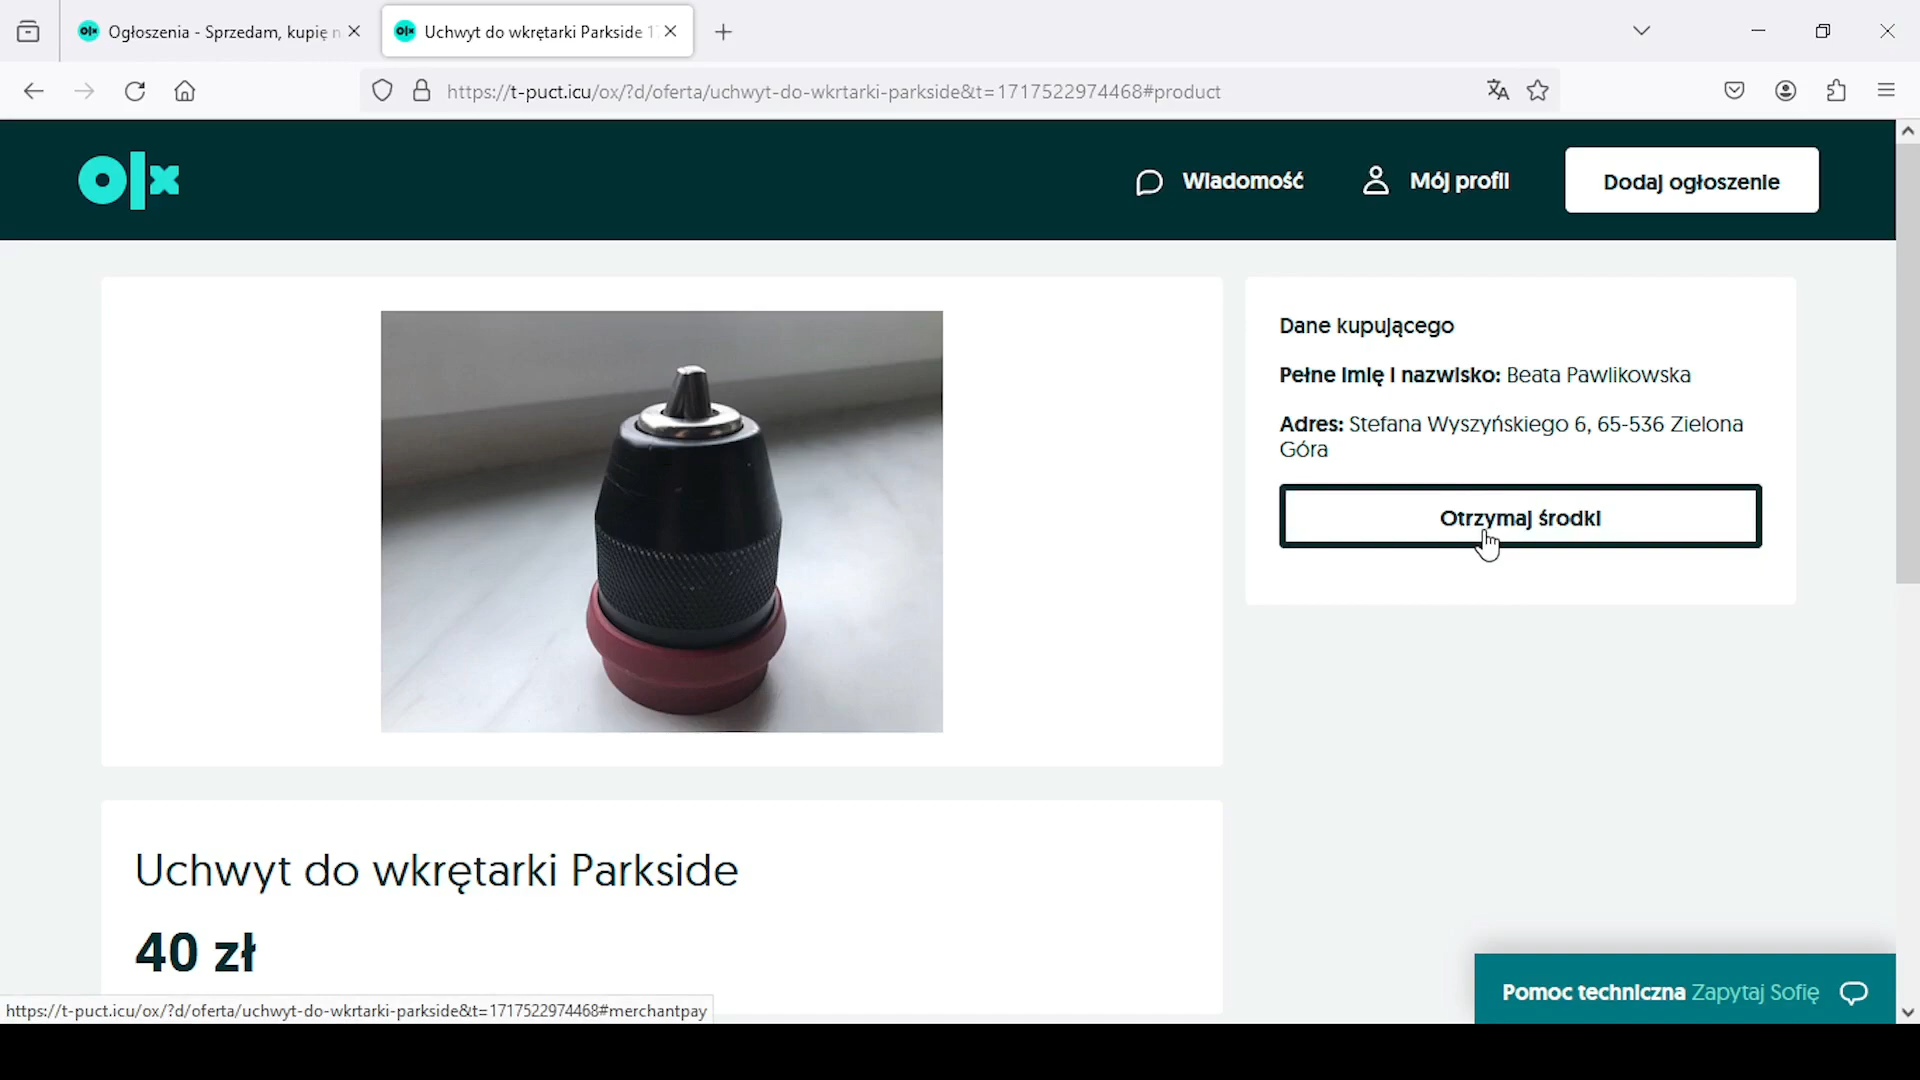 Ogłoszenia - Sprzedam, kupię n
Uchwyt do wkrętarki Parkside 1
https://t-puct.icu/ox/?d/oferta/uchwyt-do-wkrtarki-parkside&t=1717522974468#product
olx
Wiadomość
Mój profil
Dodaj ogłoszenie
Dane kupującego
Pełne imię i nazwisko: Beata Pawlikowska
Adres: Stefana Wyszyńskiego 6, 65-536 Zielona
Góra
Otrzymaj środki
Uchwyt do wkrętarki Parkside
40 zł
Pomoc techniczna Zapytaj Sofię
https://t-puct.icu/ox/?d/oferta/uchwyt-do-wkrtarki-parkside&t=1717522974468#merchantpay